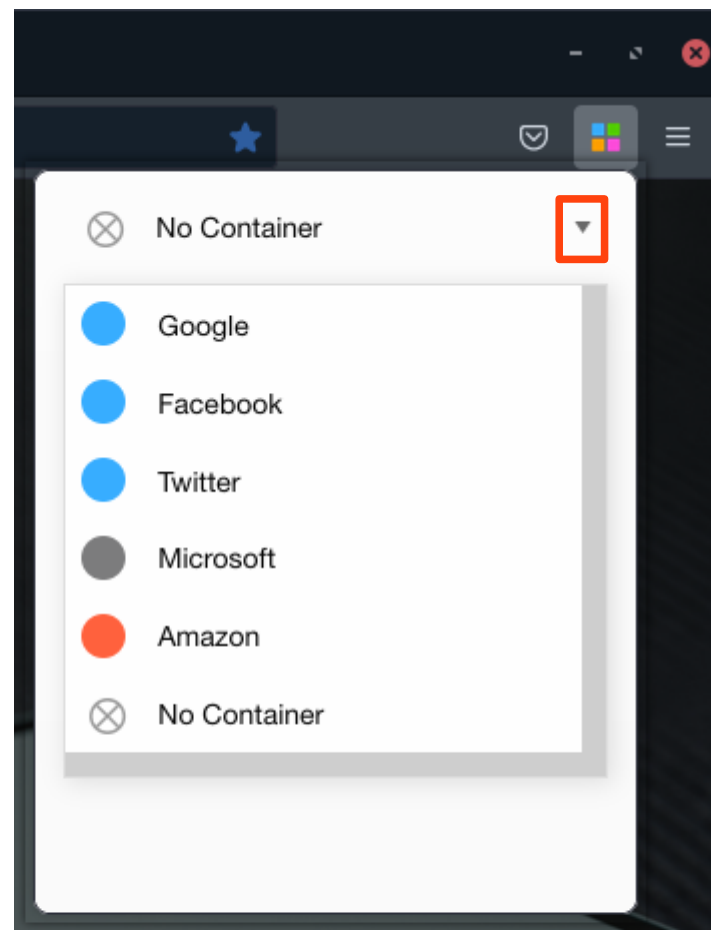 No Container
Google
Facebook
Twitter
Microsoft
Amazon
No Container